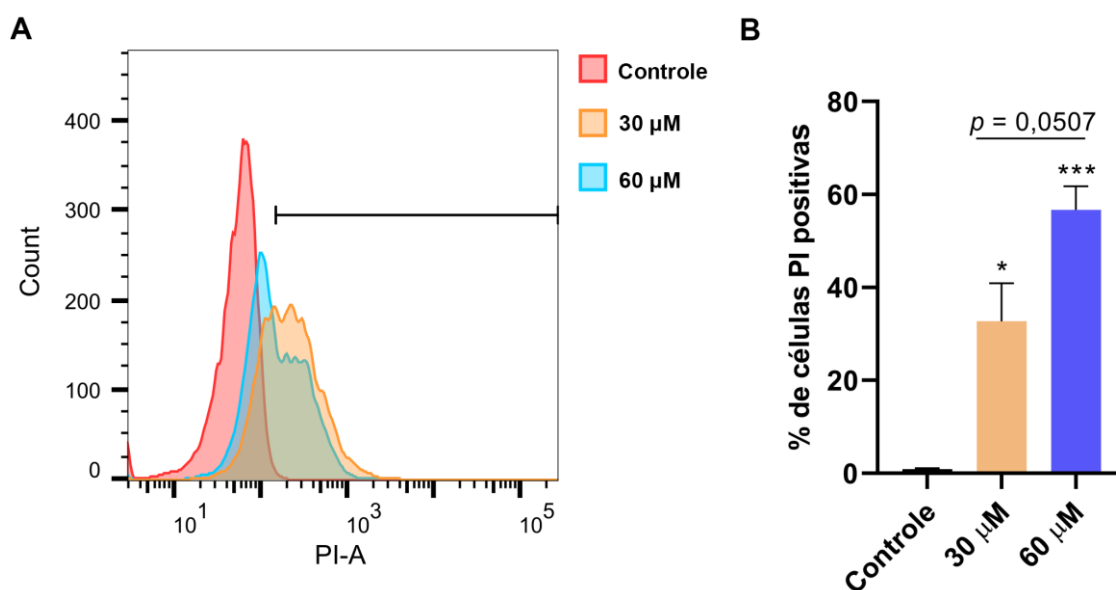 A
Count
400
300
200
100
0
10^1
10^3
10^5
PI-A
Controle
30 µM
60 µM
B
% de células PI positivas
80
60
40
20
0
p = 0,0507
*
***
Controle
30 µM
60 µM